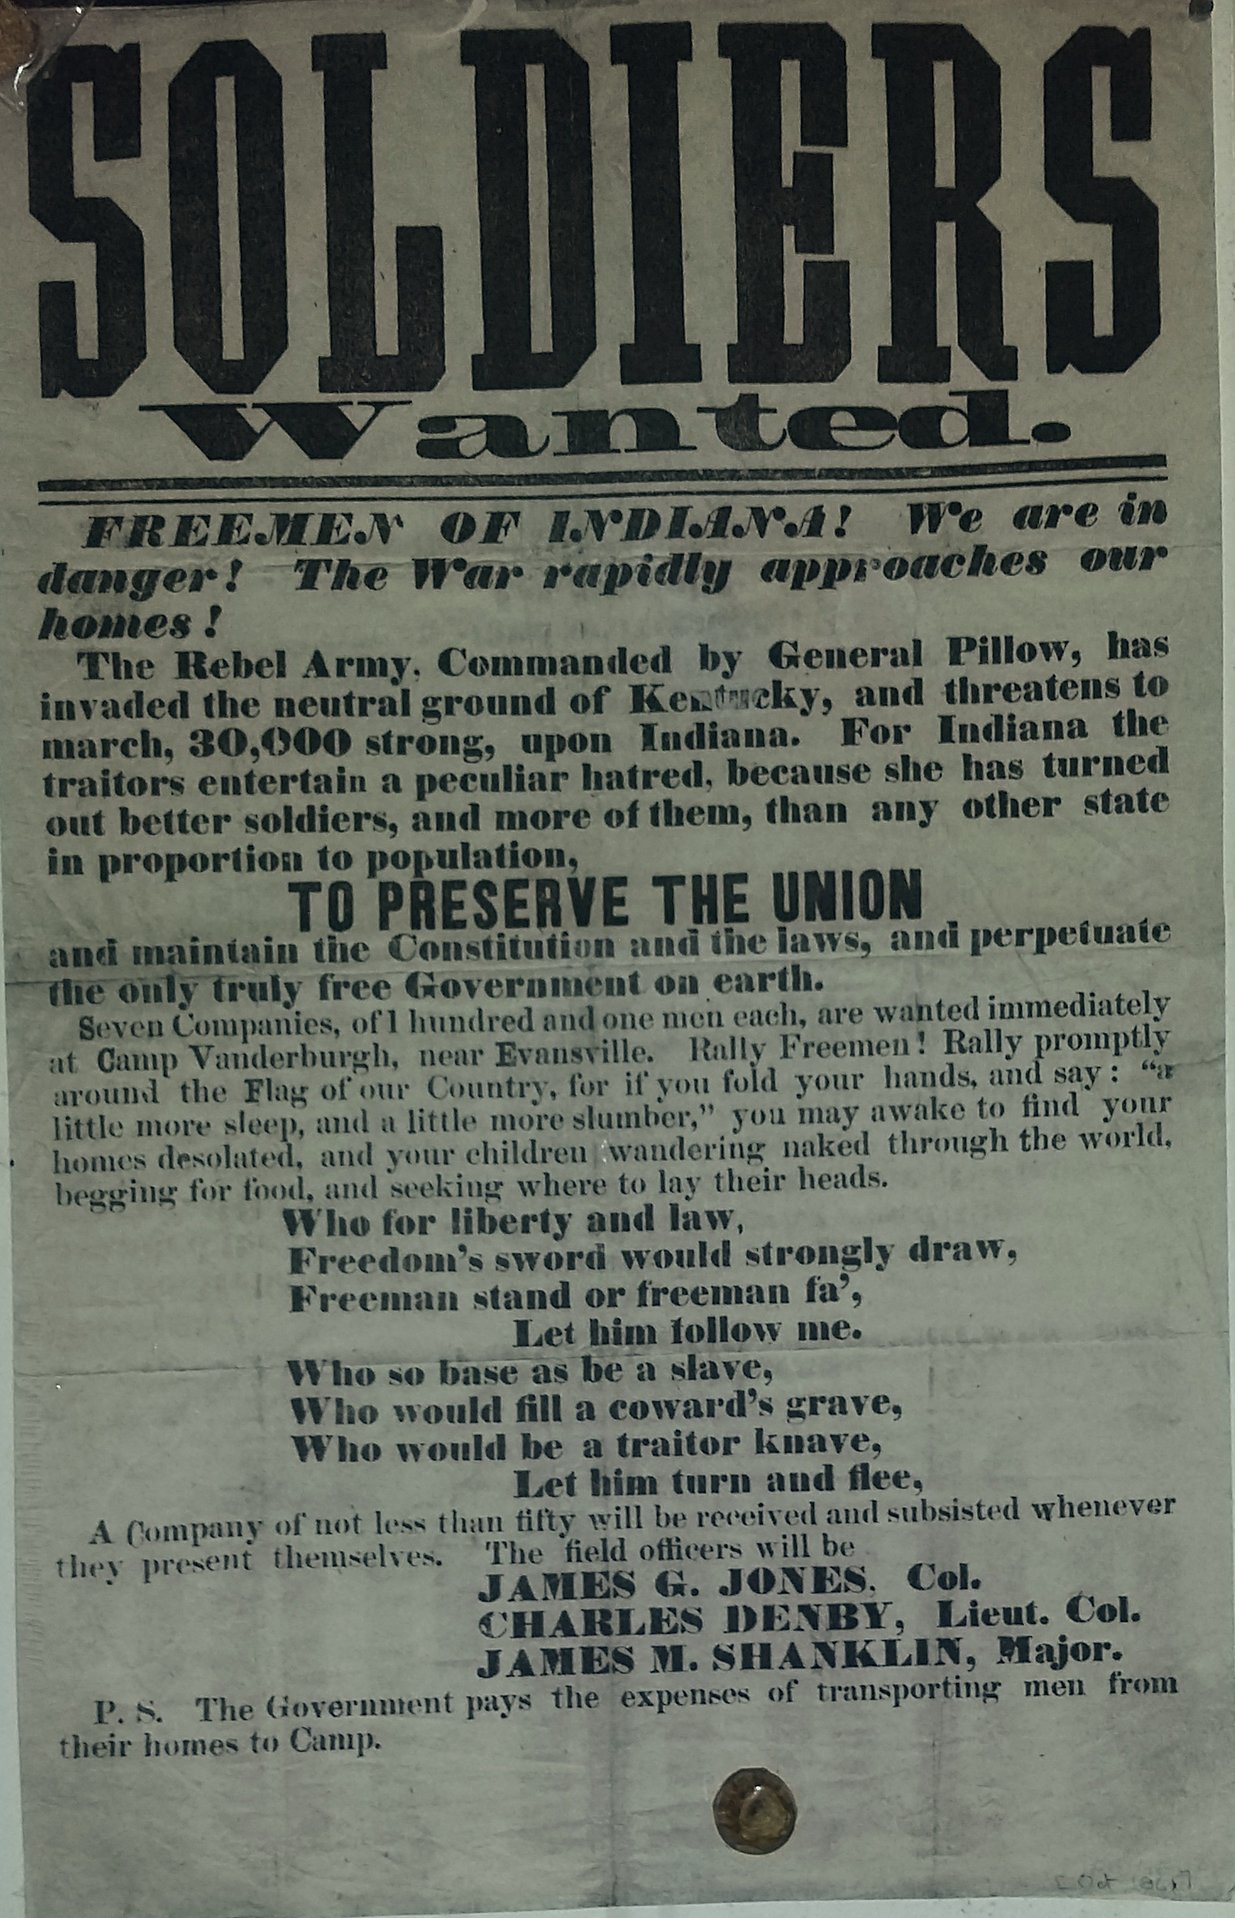 SOLDIERS
Wanted.
FREEMEN OF INDIANA! We are in
danger! The War rapidly approaches our
homes!
The Rebel Army, Commanded by General Pillow, has
invaded the neutral ground of Kentucky, and threatens to
march, 30,000 strong, upon Indiana. For Indiana the
traitors entertain a peculiar hatred, because she has turned
out better soldiers, and more of them, than any other state
in proportion to population,
TO PRESERVE THE UNION
and maintain the Constitution and the laws, and perpetuate
the only truly free Government on earth.
Seven Companies, of 1 hundred and one men each, are wanted immediately
at Camp Vanderburgh, near Evansville. Rally Freemen! Rally promptly
around the Flag of our Country, for if you fold your hands, and say: "a
little more sleep, and a little more slumber," you may awake to find your
homes desolated, and your children wandering naked through the world,
begging for food, and seeking where to lay their heads.
Who for liberty and law,
Freedom's sword would strongly draw,
Freeman stand or freeman fa',
Let him follow me.
Who so base as be a slave,
Who would fill a coward's grave,
Who would be a traitor knave,
Let him turn and flee,
A Company of not less than fifty will be received and subsisted whenever
they present themselves. The field officers will be
JAMES G. JONES, Col.
CHARLES DENBY, Lieut. Col.
JAMES M. SHANKLIN, Major.
P. S. The Government pays the expenses of transporting men from
their homes to Camp.
[Oct